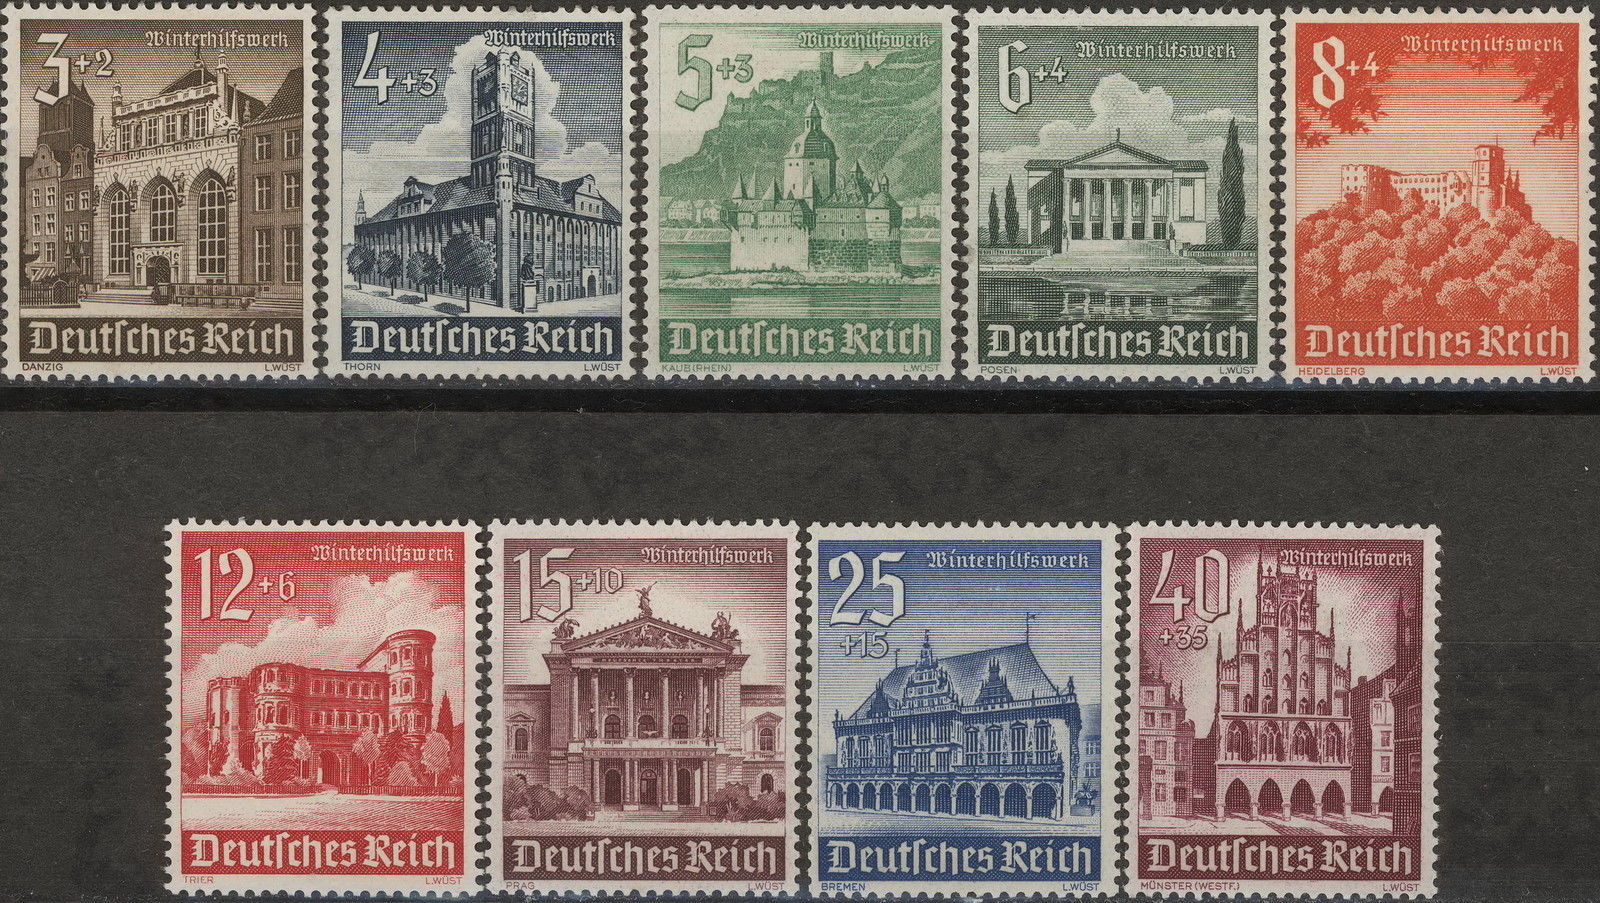 3+2
Winterhilfswerk
Deutſches Reich
DANZIG L.WÜST
4+3
Winterhilfswerk
Deutſches Reich
THORN L.WÜST
5+3
Winterhilfswerk
Deutſches Reich
KAUB(RHEIN) L.WÜST
6+4
Winterhilfswerk
Deutſches Reich
POSEN L.WÜST
8+4
Winterhilfswerk
Deutſches Reich
HEIDELBERG L.WÜST
12+6
Winterhilfswerk
Deutſches Reich
TRIER L.WÜST
15+10
Winterhilfswerk
Deutſches Reich
PRAG L.WÜST
25
Winterhilfswerk
+15
Deutſches Reich
BREMEN L.WÜST
40
Winterhilfswerk
+35
Deutſches Reich
MÜNSTER (WESTF.) L.WÜST